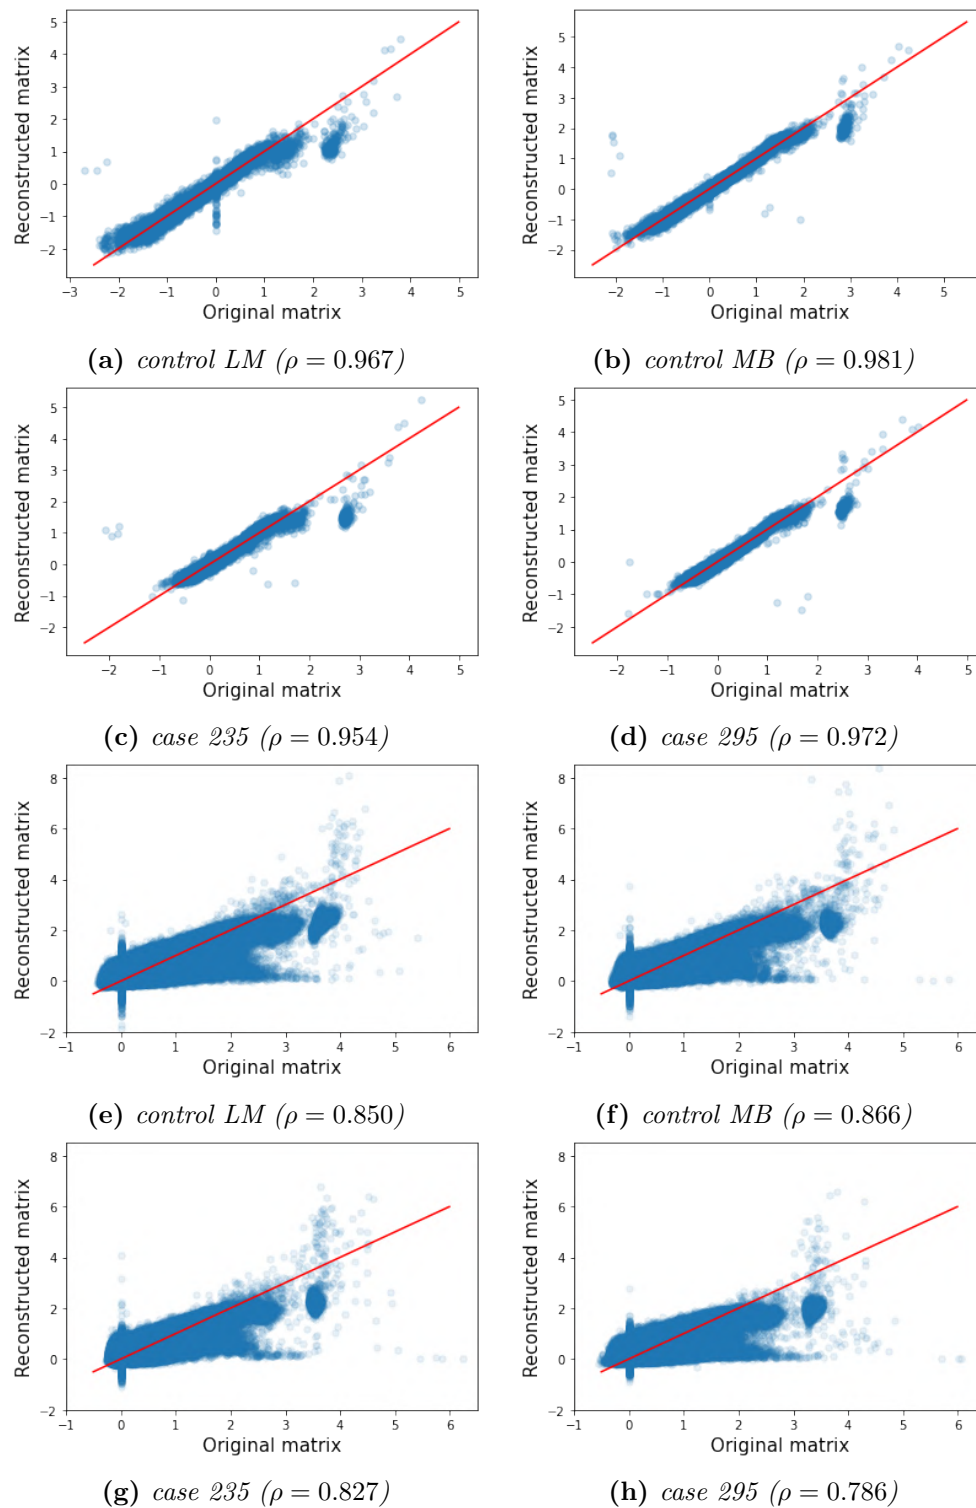 Reconstructed matrix
5
4
3
2
1
0
−1
−2
−3 −2 −1 0 1 2 3 4 5
Original matrix
(a) control LM (ρ = 0.967)
Reconstructed matrix
5
4
3
2
1
0
−1
−2
−2 −1 0 1 2 3 4 5
Original matrix
(b) control MB (ρ = 0.981)
Reconstructed matrix
5
4
3
2
1
0
−1
−2
−2 −1 0 1 2 3 4 5
Original matrix
(c) case 235 (ρ = 0.954)
Reconstructed matrix
5
4
3
2
1
0
−1
−2
−2 −1 0 1 2 3 4 5
Original matrix
(d) case 295 (ρ = 0.972)
Reconstructed matrix
8
6
4
2
0
−2
−1 0 1 2 3 4 5 6
Original matrix
(e) control LM (ρ = 0.850)
Reconstructed matrix
8
6
4
2
0
−2
−1 0 1 2 3 4 5 6
Original matrix
(f) control MB (ρ = 0.866)
Reconstructed matrix
8
6
4
2
0
−2
−1 0 1 2 3 4 5 6
Original matrix
(g) case 235 (ρ = 0.827)
Reconstructed matrix
8
6
4
2
0
−2
−1 0 1 2 3 4 5 6
Original matrix
(h) case 295 (ρ = 0.786)